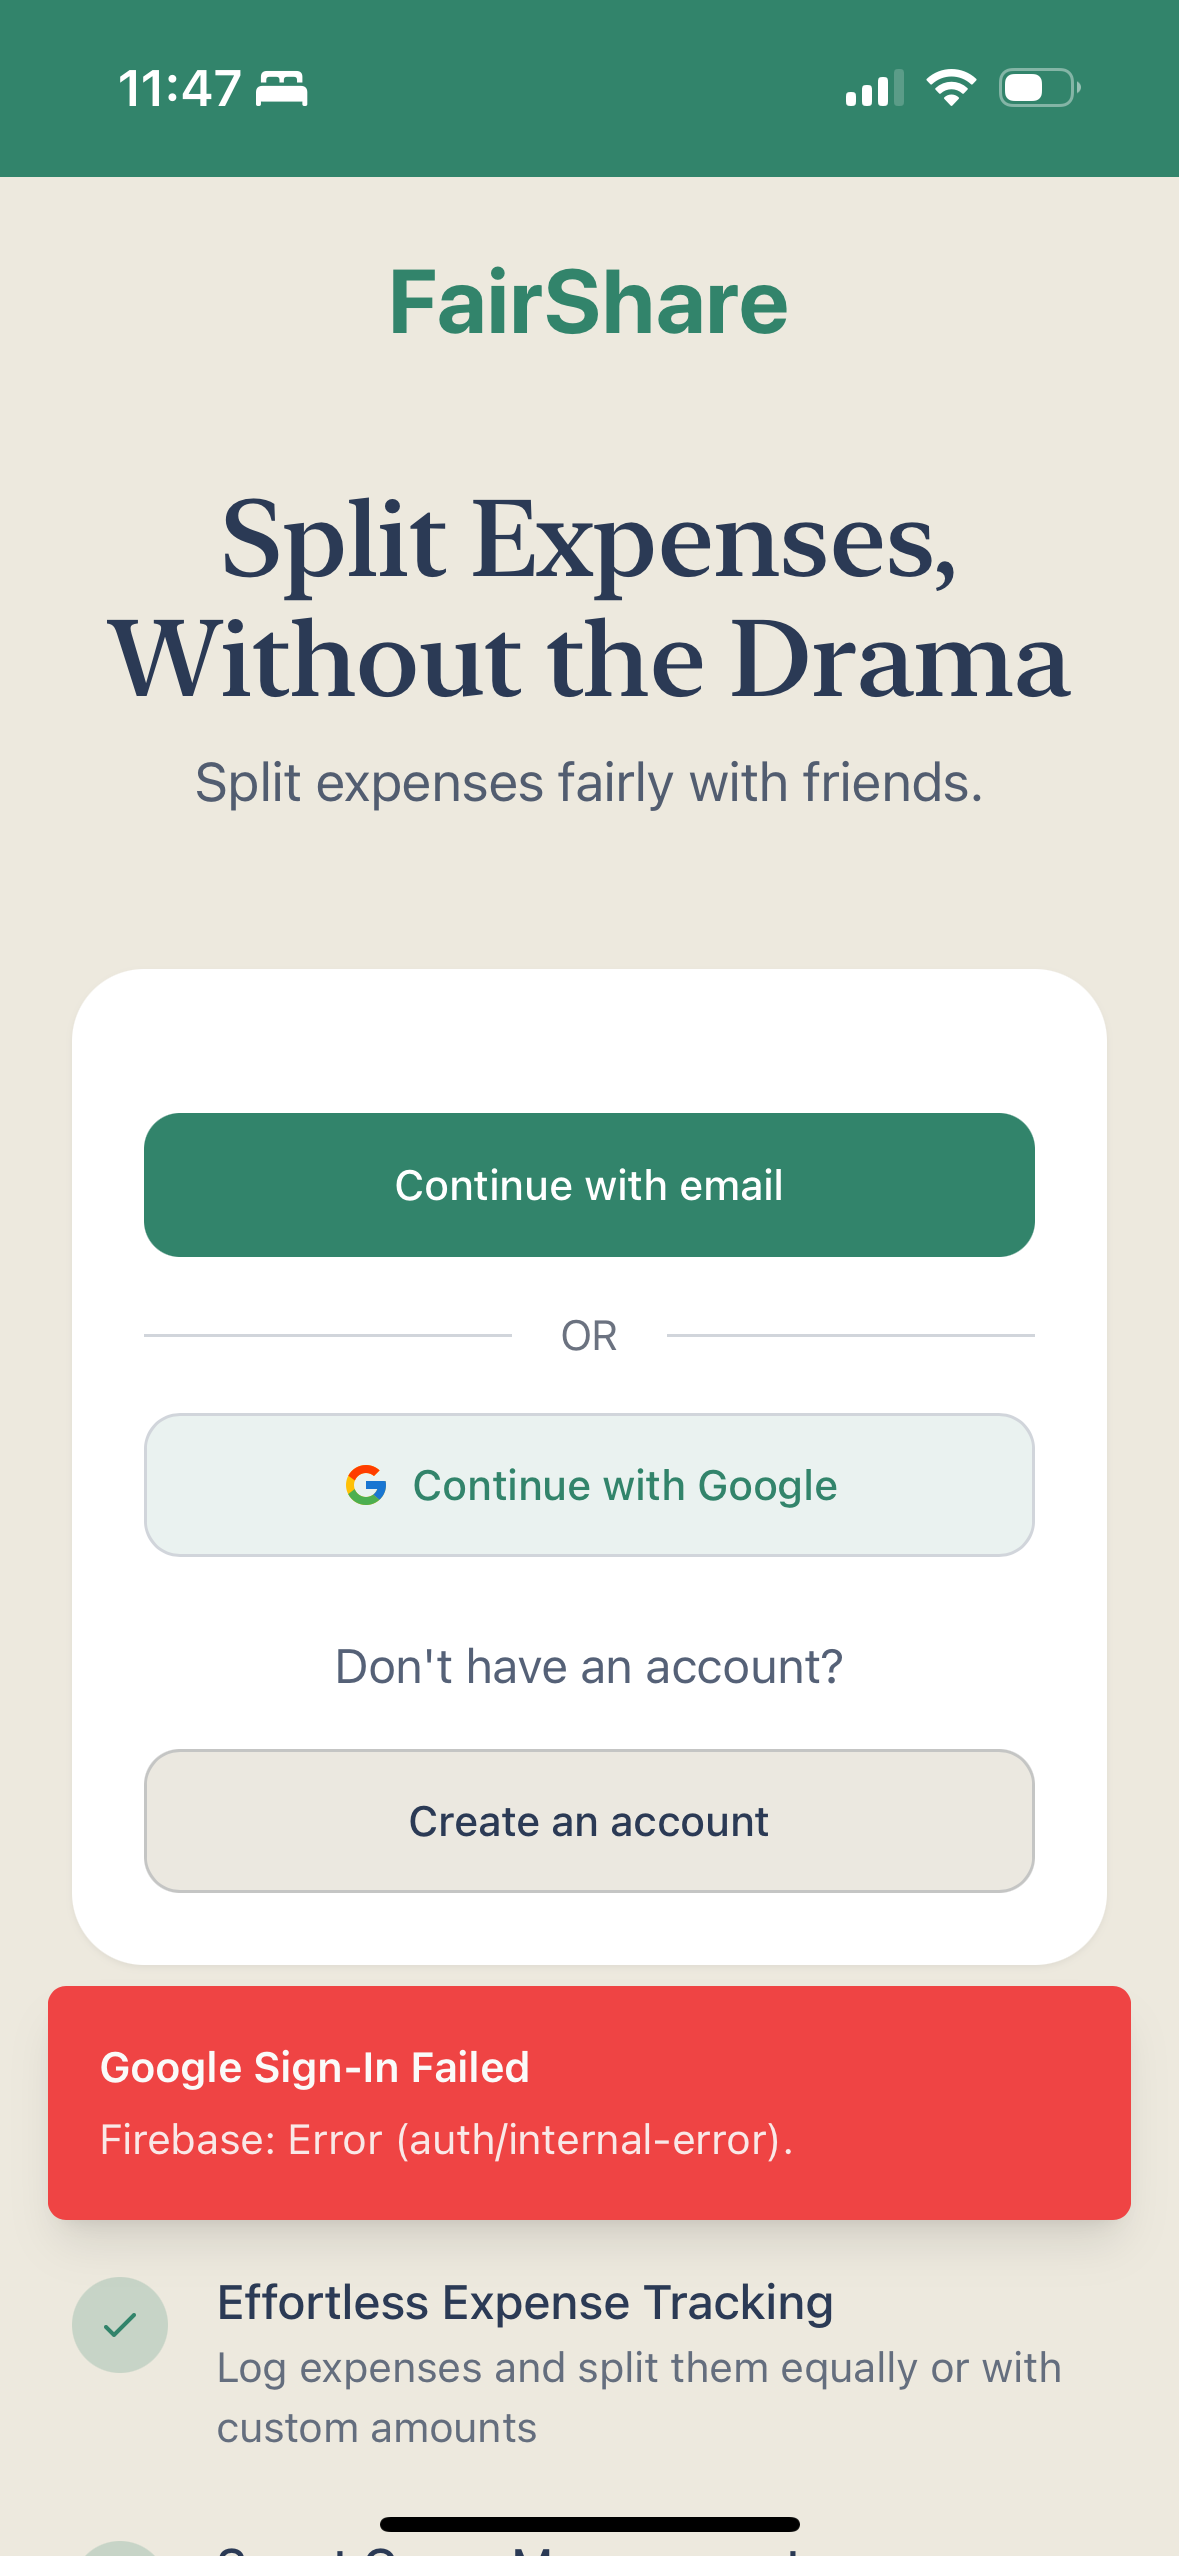 11:47
FairShare
Split Expenses,
Without the Drama
Split expenses fairly with friends.
Continue with email
OR
Continue with Google
Don't have an account?
Create an account
Google Sign-In Failed
Firebase: Error (auth/internal-error).
Effortless Expense Tracking
Log expenses and split them equally or with
custom amounts